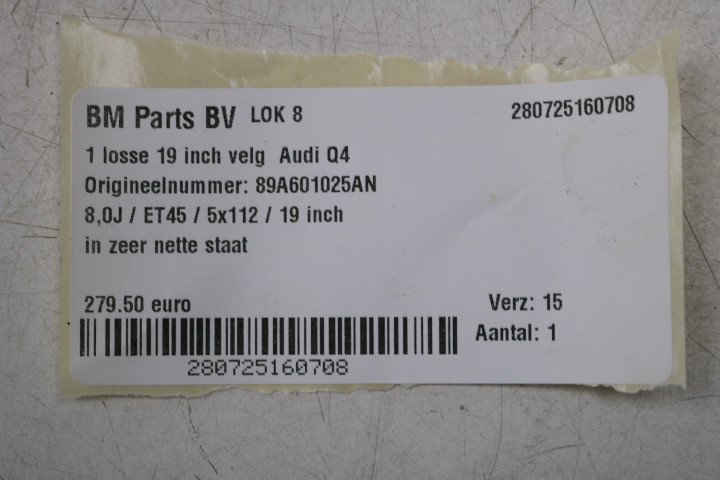 BM Parts BV LOK 8 280725160708
1 losse 19 inch velg Audi Q4
Origineelnummer: 89A601025AN
8,0J / ET45 / 5x112 / 19 inch
in zeer nette staat
279.50 euro Verz: 15
Aantal: 1
280725160708